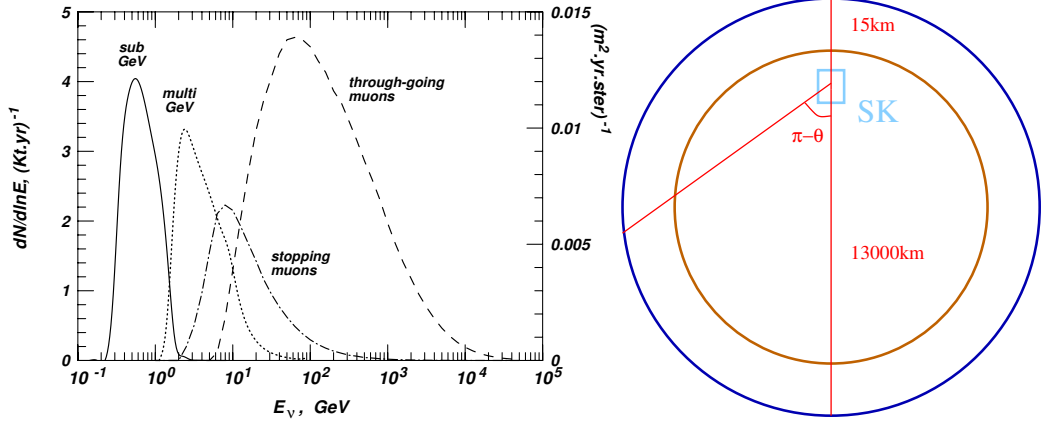 5
4
3
2
1
0
dN/dlnE, (Kt.yr)⁻¹
sub
GeV
multi
GeV
stopping
muons
through-going
muons
0.015
0.010
0.005
0
(m².yr.ster)⁻¹
10⁻¹ 10⁰ 10¹ 10² 10³ 10⁴ 10⁵
E_ν , GeV
15km
SK
π−θ
13000km